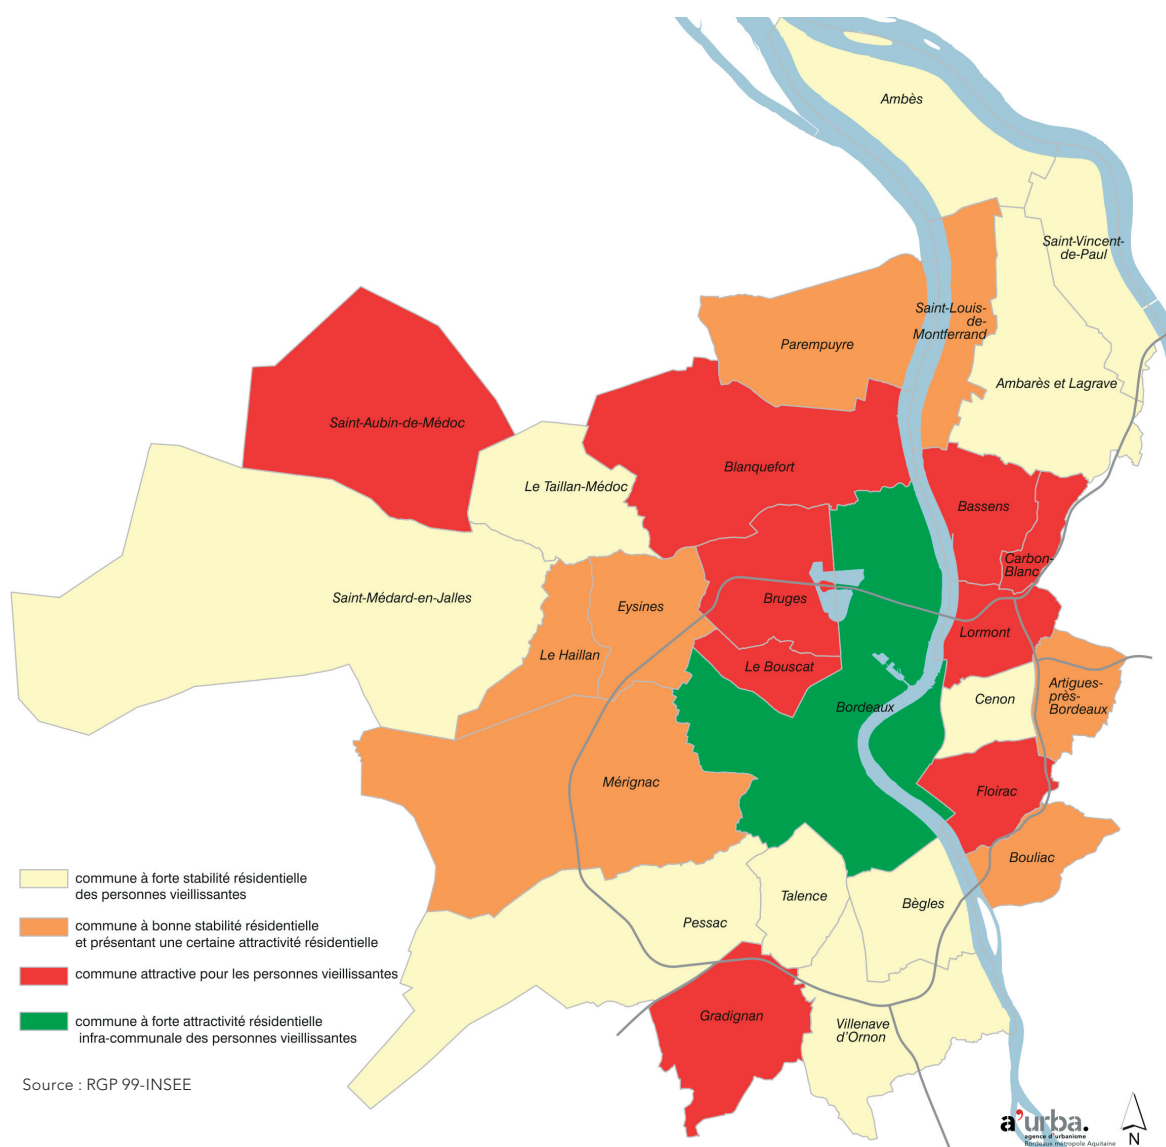 Ambès
Saint-Vincent-
de-Paul
Saint-Louis-
de-
Montferrand
Parempuyre
Ambarès et Lagrave
Saint-Aubin-de-Médoc
Blanquefort
Le Taillan-Médoc
Bassens
Carbon-
Blanc
Saint-Médard-en-Jalles
Eysines
Bruges
Lormont
Le Haillan
Le Bouscat
Cenon
Artigues-
près-
Bordeaux
Bordeaux
Mérignac
Floirac
Bouliac
Talence
Bègles
Pessac
Gradignan
Villenave
d'Ornon
commune à forte stabilité résidentielle
des personnes vieillissantes
commune à bonne stabilité résidentielle
et présentant une certaine attractivité résidentielle
commune attractive pour les personnes vieillissantes
commune à forte attractivité résidentielle
infra-communale des personnes vieillissantes
Source : RGP 99-INSEE
a'urba.
agence d'urbanisme
Bordeaux métropole Aquitaine
N